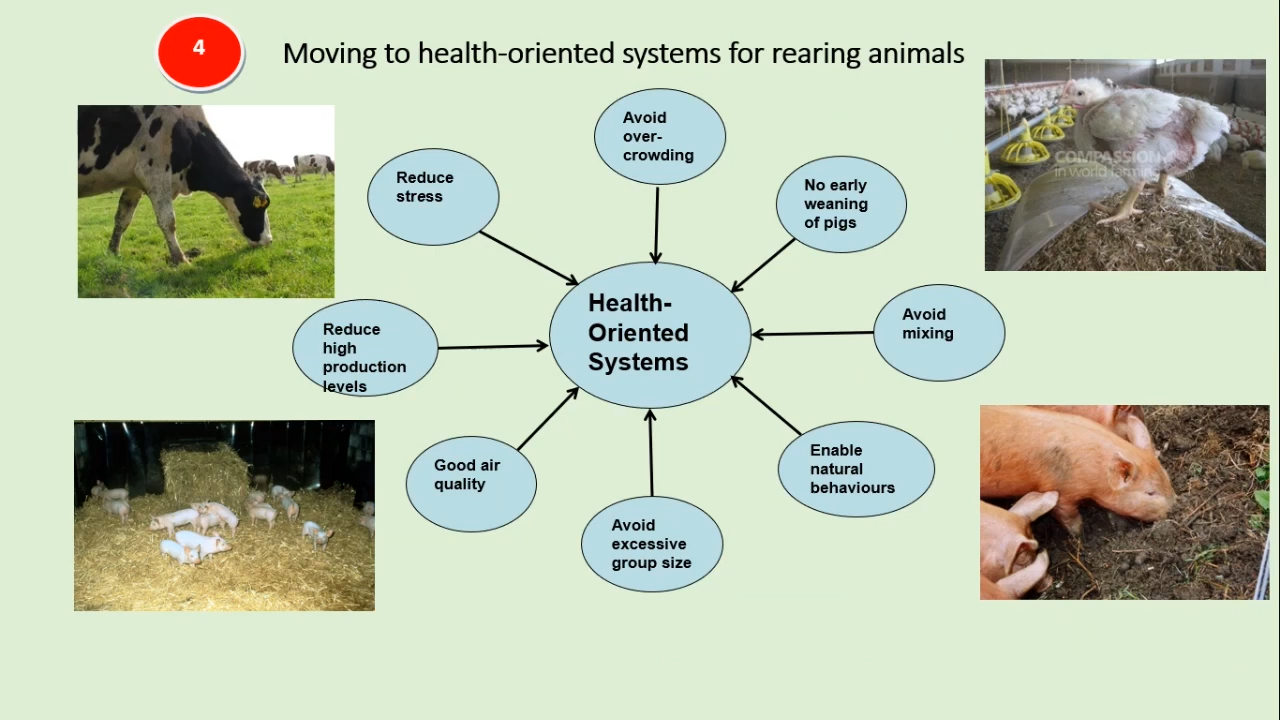 4
Moving to health-oriented systems for rearing animals
Avoid
over-
crowding
Reduce
stress
No early
weaning
of pigs
COMPASSION
in world farming
Health-
Oriented
Systems
Avoid
mixing
Reduce
high
production
levels
Good air
quality
Enable
natural
behaviours
Avoid
excessive
group size